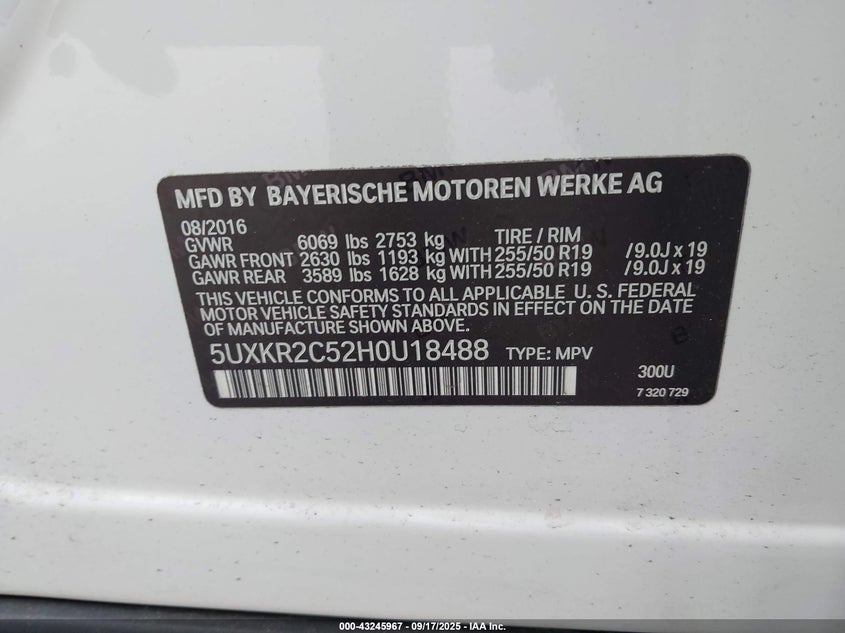 MFD BY BAYERISCHE MOTOREN WERKE AG
08/2016
GVWR 6069 lbs 2753 kg TIRE / RIM
GAWR FRONT 2630 lbs 1193 kg WITH 255/50 R19 /9.0J x 19
GAWR REAR 3589 lbs 1628 kg WITH 255/50 R19 /9.0J x 19
THIS VEHICLE CONFORMS TO ALL APPLICABLE U. S. FEDERAL
MOTOR VEHICLE SAFETY STANDARDS IN EFFECT ON THE DATE
OF MANUFACTURE SHOWN ABOVE.
5UXKR2C52H0U18488 TYPE: MPV
300U
7 320 729
000-43245967 - 09/17/2025 - IAA Inc.